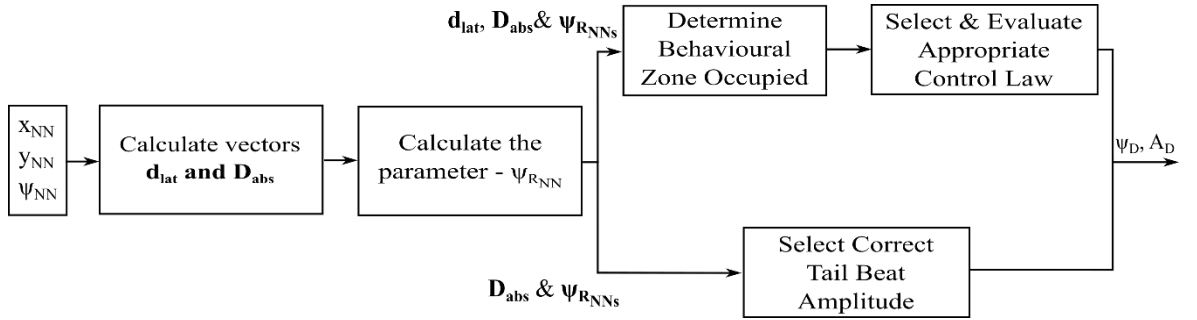 d_lat, D_abs & ψ_R_NNs
Determine
Behavioural
Zone Occupied
Select & Evaluate
Appropriate
Control Law
x_NN
y_NN
ψ_NN
Calculate vectors
d_lat and D_abs
Calculate the
parameter - ψ_R_NN
ψ_D, A_D
D_abs & ψ_R_NNs
Select Correct
Tail Beat
Amplitude